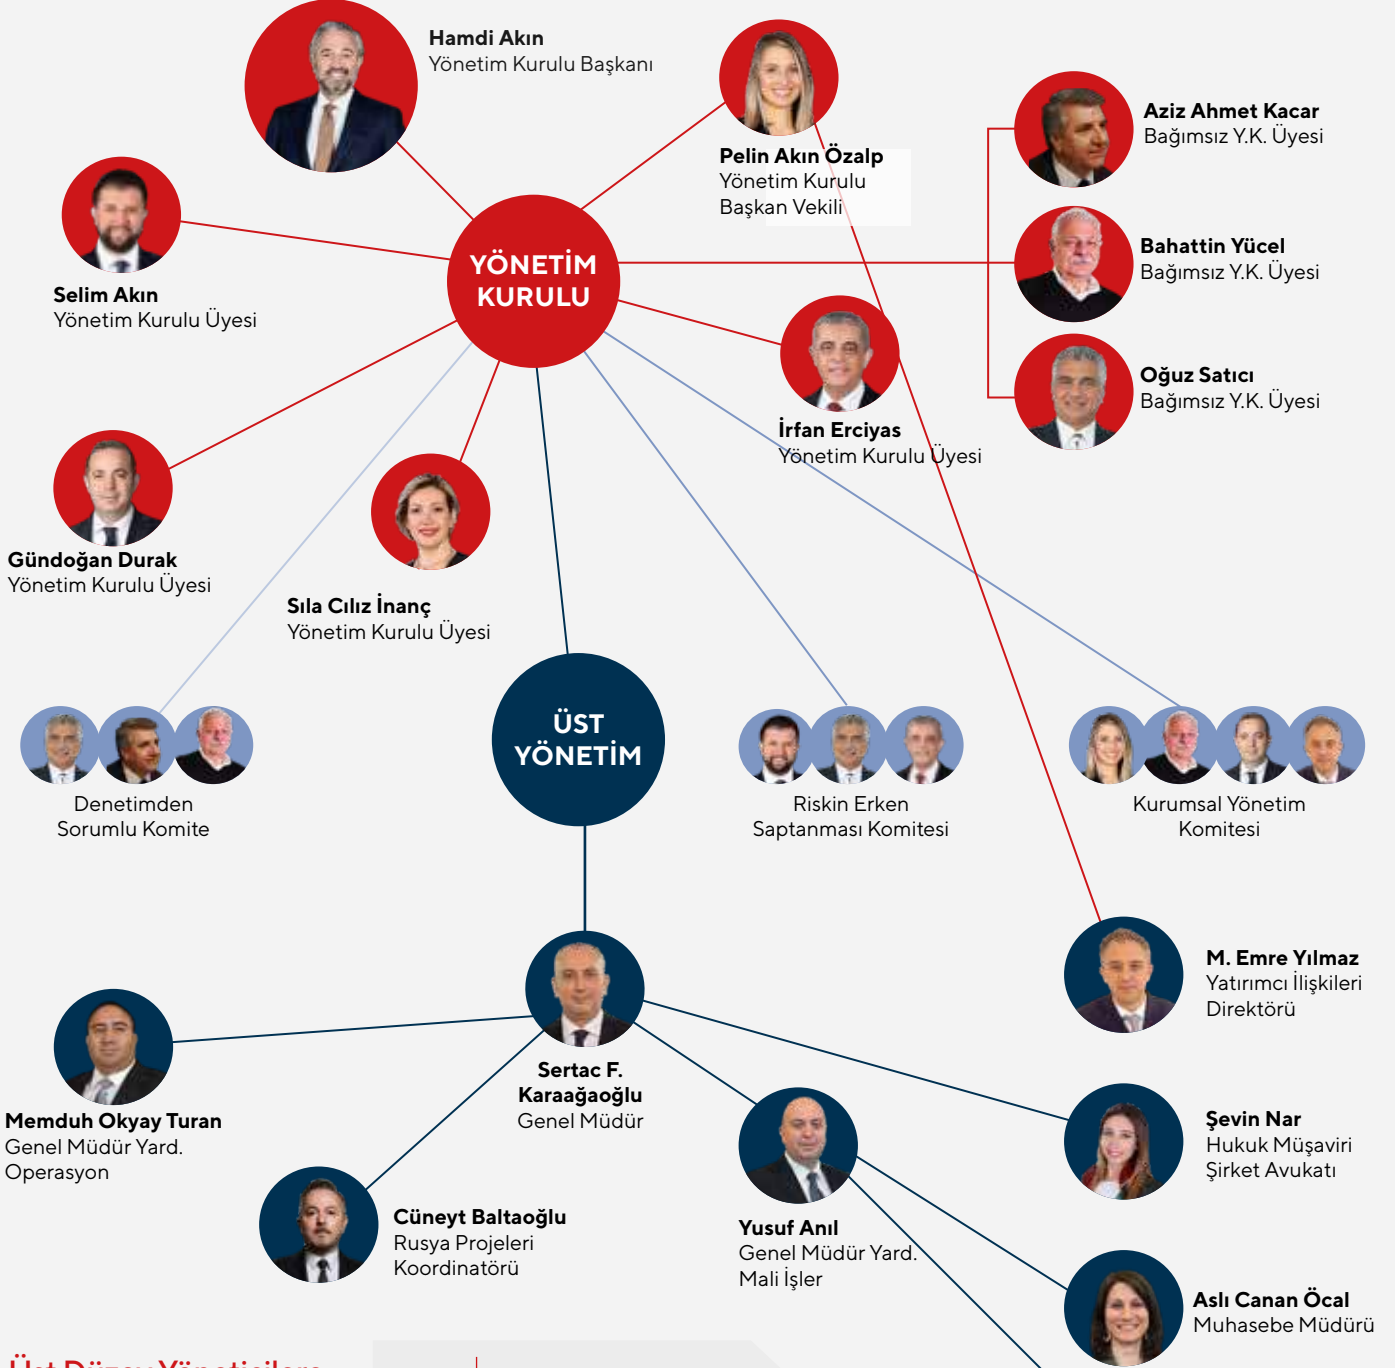 Hamdi Akın
Yönetim Kurulu Başkanı
Pelin Akın Özalp
Yönetim Kurulu
Başkan Vekili
Aziz Ahmet Kacar
Bağımsız Y.K. Üyesi
Bahattin Yücel
Bağımsız Y.K. Üyesi
Oğuz Satıcı
Bağımsız Y.K. Üyesi
YÖNETİM
KURULU
Selim Akın
Yönetim Kurulu Üyesi
İrfan Erciyas
Yönetim Kurulu Üyesi
Gündoğan Durak
Yönetim Kurulu Üyesi
Sıla Cılız İnanç
Yönetim Kurulu Üyesi
ÜST
YÖNETİM
Denetimden
Sorumlu Komite
Riskin Erken
Saptanması Komitesi
Kurumsal Yönetim
Komitesi
M. Emre Yılmaz
Yatırımcı İlişkileri
Direktörü
Sertac F.
Karaağaoğlu
Genel Müdür
Memduh Okyay Turan
Genel Müdür Yard.
Operasyon
Şevin Nar
Hukuk Müşaviri
Şirket Avukatı
Cüneyt Baltaoğlu
Rusya Projeleri
Koordinatörü
Yusuf Anıl
Genel Müdür Yard.
Mali İşler
Aslı Canan Öcal
Muhasebe Müdürü
Üst Düzey Yöneticilere